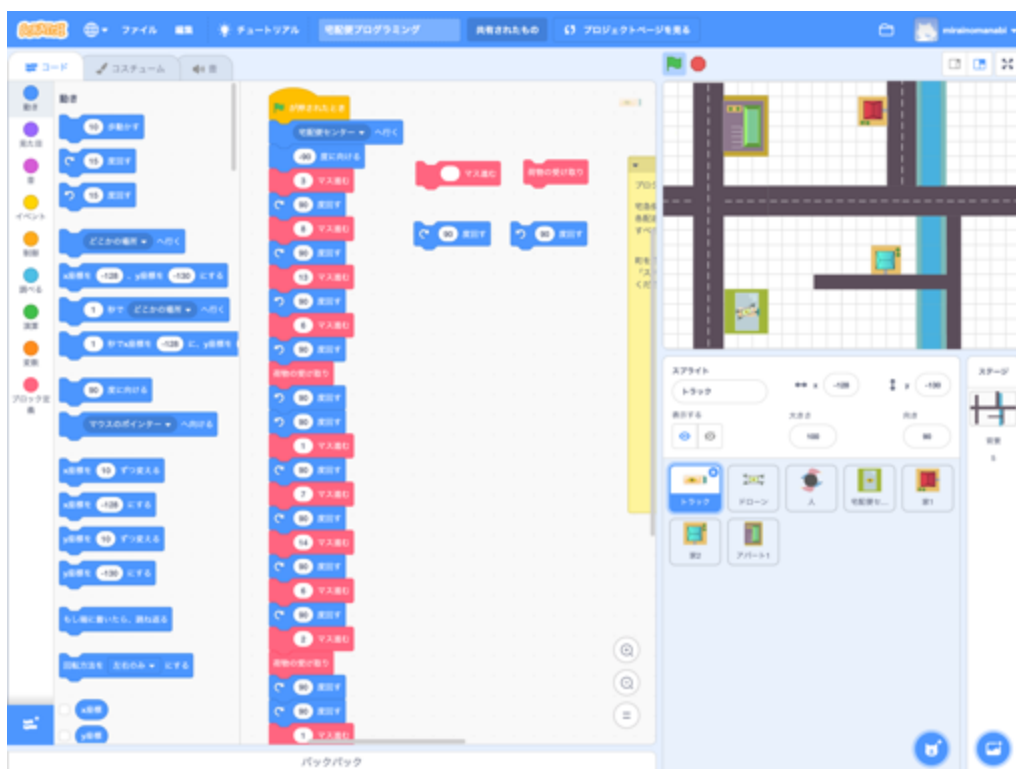 SCRATCH
ファイル 編集 チュートリアル 宅配便プログラミング 共有されたもの プロジェクトページを見る mirainomanabi
コード コスチューム 音
動き
見た目
音
イベント
制御
調べる
演算
変数
ブロック定義
動き
10 歩動かす
15 度回す
15 度回す
どこかの場所 へ行く
x座標を -128 、y座標を -130 にする
1 秒で どこかの場所 へ行く
1 秒でx座標を -128 に、y座標を
90 度に向ける
マウスのポインター へ向ける
x座標を 10 ずつ変える
x座標を -128 にする
y座標を 10 ずつ変える
y座標を -130 にする
もし端に着いたら、跳ね返る
回転方法を 左右のみ にする
x座標
y座標
が押されたとき
宅配便センター へ行く
-90 度に向ける
3 マス進む
90 度回す
8 マス進む
90 度回す
13 マス進む
90 度回す
6 マス進む
90 度回す
荷物の受け取り
90 度回す
90 度回す
1 マス進む
90 度回す
7 マス進む
90 度回す
14 マス進む
90 度回す
6 マス進む
90 度回す
2 マス進む
荷物の受け取り
90 度回す
90 度回す
1 マス進む
マス進む
荷物の受け取り
90 度回す
90 度回す
スプライト
トラック
x -128
y -130
表示する
大きさ
100
向き
90
トラック
ドローン
人
宅配便セ...
家1
家2
アパート1
ステージ
背景
5
バックパック